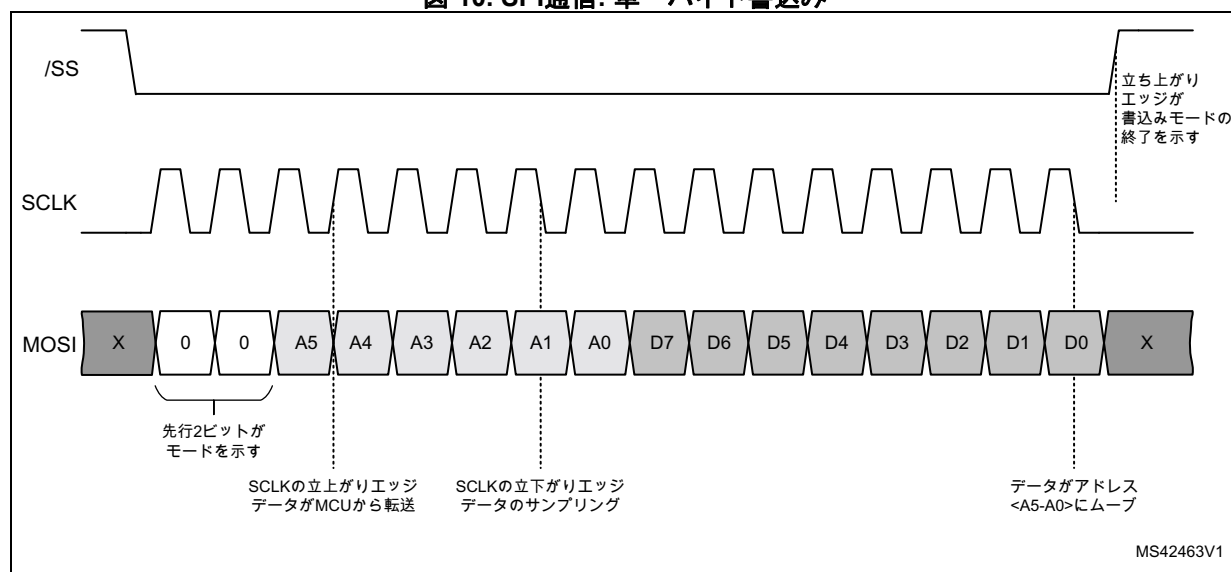 /SS
立ち上がり
エッジが
書込みモードの
終了を示す
SCLK
MOSI X 0 0 A5 A4 A3 A2 A1 A0 D7 D6 D5 D4 D3 D2 D1 D0 X
先行2ビットが
モードを示す
SCLKの立上がりエッジ
データがMCUから転送
SCLKの立下がりエッジ
データのサンプリング
データがアドレス
<A5-A0>にムーブ
MS42463V1